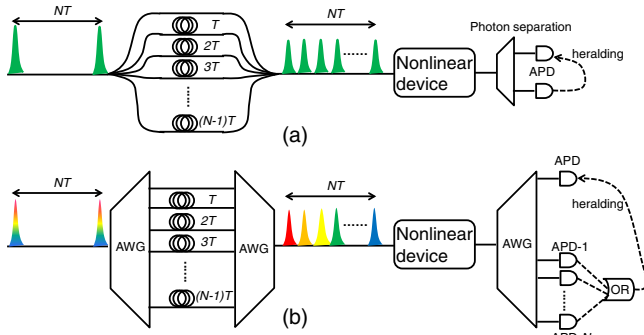 NT
T
2T
3T
(N-1)T
NT
Nonlinear
device
Photon separation
APD
heralding
(a)
NT
AWG
T
2T
3T
(N-1)T
AWG
NT
Nonlinear
device
AWG
APD
heralding
APD-1
OR
(b)